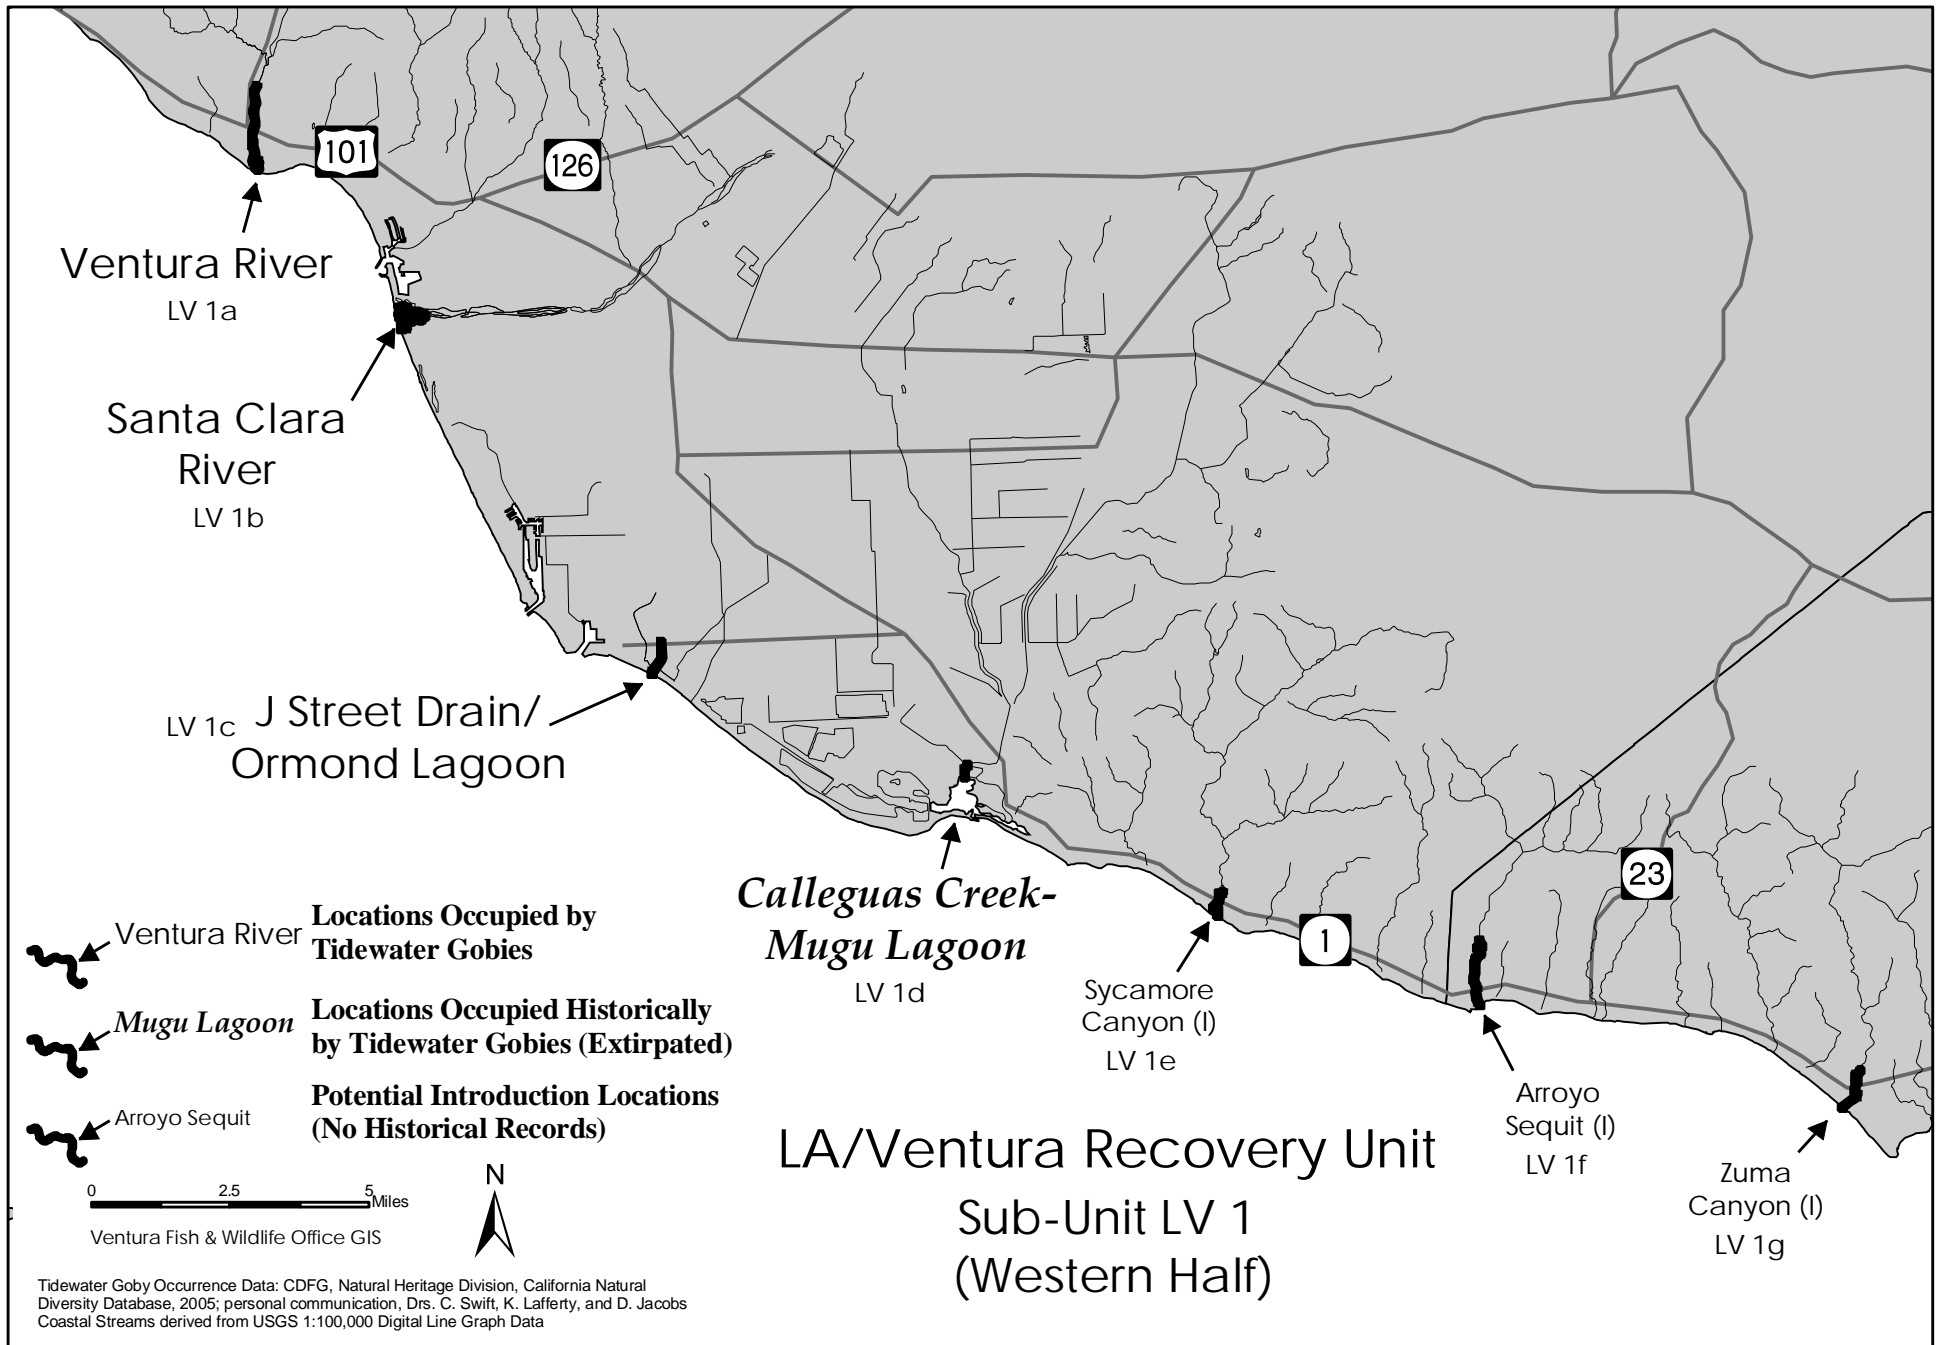 101
126
Ventura River
LV 1a
Santa Clara
River
LV 1b
LV 1c
J Street Drain/
Ormond Lagoon
Calleguas Creek-
Mugu Lagoon
LV 1d
Sycamore
Canyon (I)
LV 1e
1
23
Arroyo
Sequit (I)
LV 1f
Zuma
Canyon (I)
LV 1g
Ventura River
Locations Occupied by
Tidewater Gobies
Mugu Lagoon
Locations Occupied Historically
by Tidewater Gobies (Extirpated)
Arroyo Sequit
Potential Introduction Locations
(No Historical Records)
N
0 2.5 5
Miles
Ventura Fish & Wildlife Office GIS
LA/Ventura Recovery Unit
Sub-Unit LV 1
(Western Half)
Tidewater Goby Occurrence Data: CDFG, Natural Heritage Division, California Natural
Diversity Database, 2005; personal communication, Drs. C. Swift, K. Lafferty, and D. Jacobs
Coastal Streams derived from USGS 1:100,000 Digital Line Graph Data